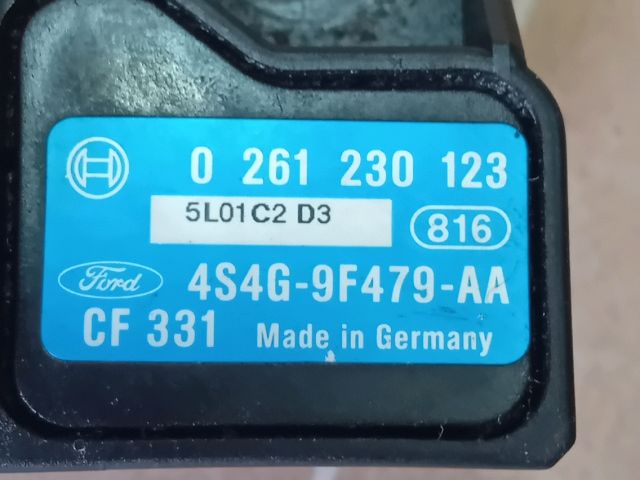 0 261 230 123
5L01C2 D3
816
Ford
4S4G-9F479-AA
CF 331 Made in Germany